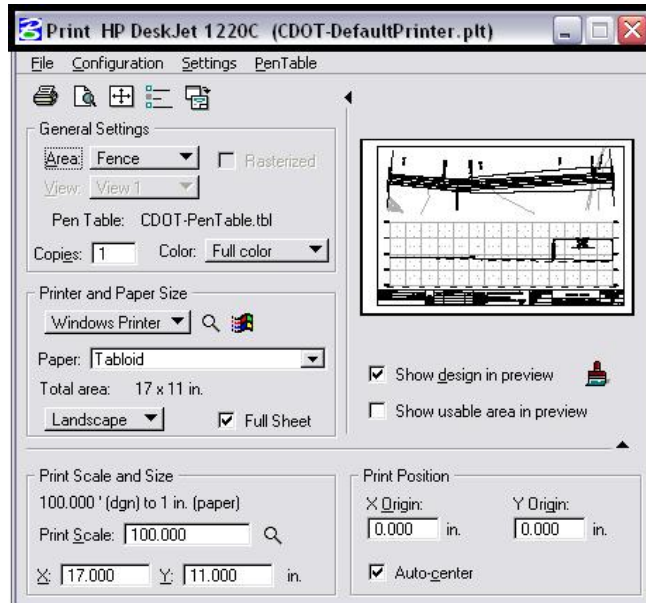 Print HP DeskJet 1220C (CDOT-DefaultPrinter.plt)
File Configuration Settings PenTable
General Settings
Area: Fence Rasterized
View: View 1
Pen Table: CDOT-PenTable.tbl
Copies: 1 Color: Full color
Printer and Paper Size
Windows Printer
Paper: Tabloid
Total area: 17 x 11 in.
Landscape Full Sheet
Show design in preview
Show usable area in preview
Print Scale and Size
100.000 ' (dgn) to 1 in. (paper)
Print Scale: 100.000
X: 17.000 Y: 11.000 in.
Print Position
X Origin: Y Origin:
0.000 in. 0.000 in.
Auto-center